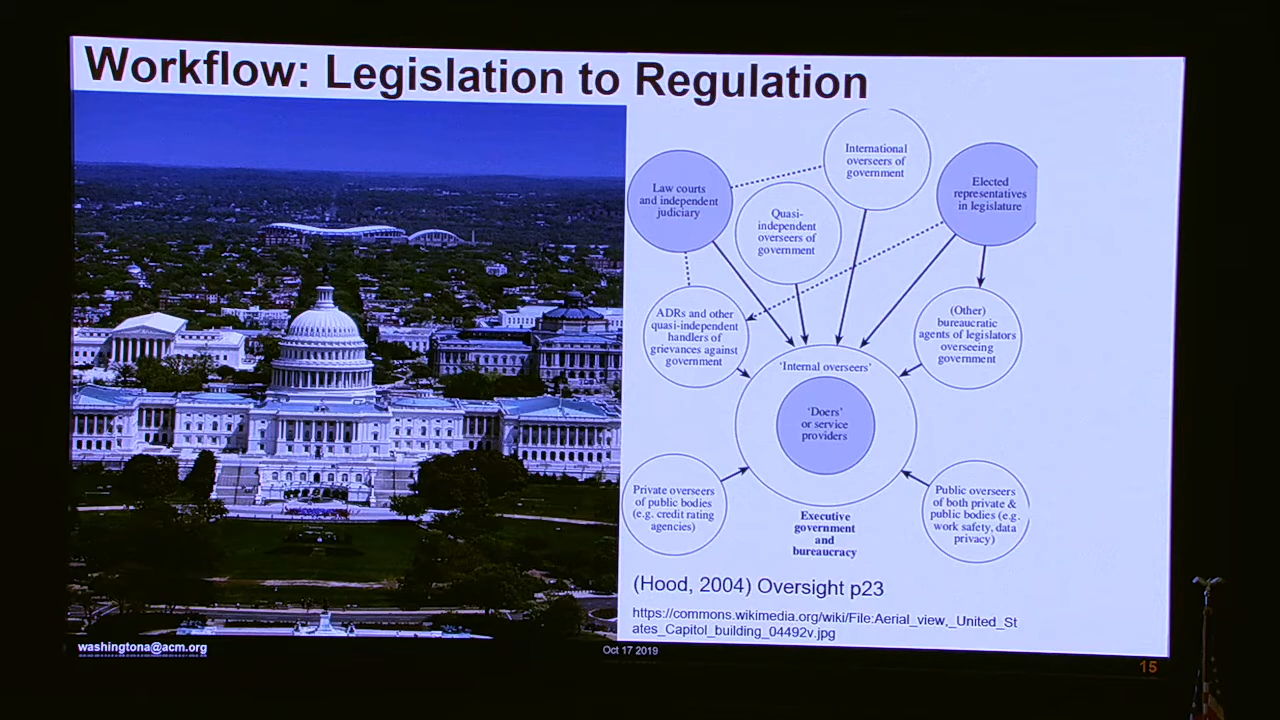 Workflow: Legislation to Regulation
International
overseers of
government
Law courts
and independent
judiciary
Elected
representatives
in legislature
Quasi-
independent
overseers of
government
ADRs and other
quasi-independent
handlers of
grievances against
government
(Other)
bureaucratic
agents of legislators
overseeing
government
'Internal overseers'
'Doers'
or service
providers
Private overseers
of public bodies
(e.g. credit rating
agencies)
Executive
government
and
bureaucracy
Public overseers
of both private &
public bodies (e.g.
work safety, data
privacy)
(Hood, 2004) Oversight p23
https://commons.wikimedia.org/wiki/File:Aerial_view,_United_St
ates_Capitol_building_04492v.jpg
washingtona@acm.org
Oct 17 2019
15